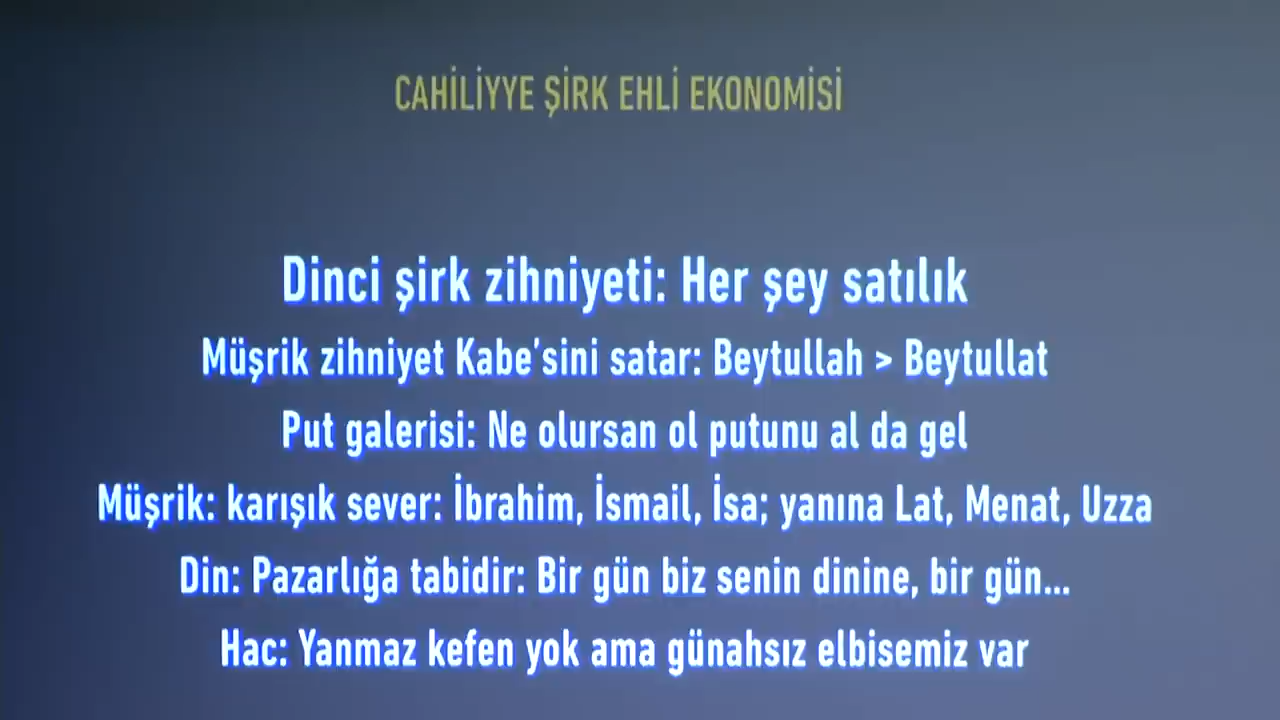 CAHİLİYYE ŞİRK EHLİ EKONOMİSİ
Dinci şirk zihniyeti: Her şey satılık
Müşrik zihniyet Kabe'sini satar: Beytullah > Beytullat
Put galerisi: Ne olursan ol putunu al da gel
Müşrik: karışık sever: İbrahim, İsmail, İsa; yanına Lat, Menat, Uzza
Din: Pazarlığa tabidir: Bir gün biz senin dinine, bir gün...
Hac: Yanmaz kefen yok ama günahsız elbisemiz var